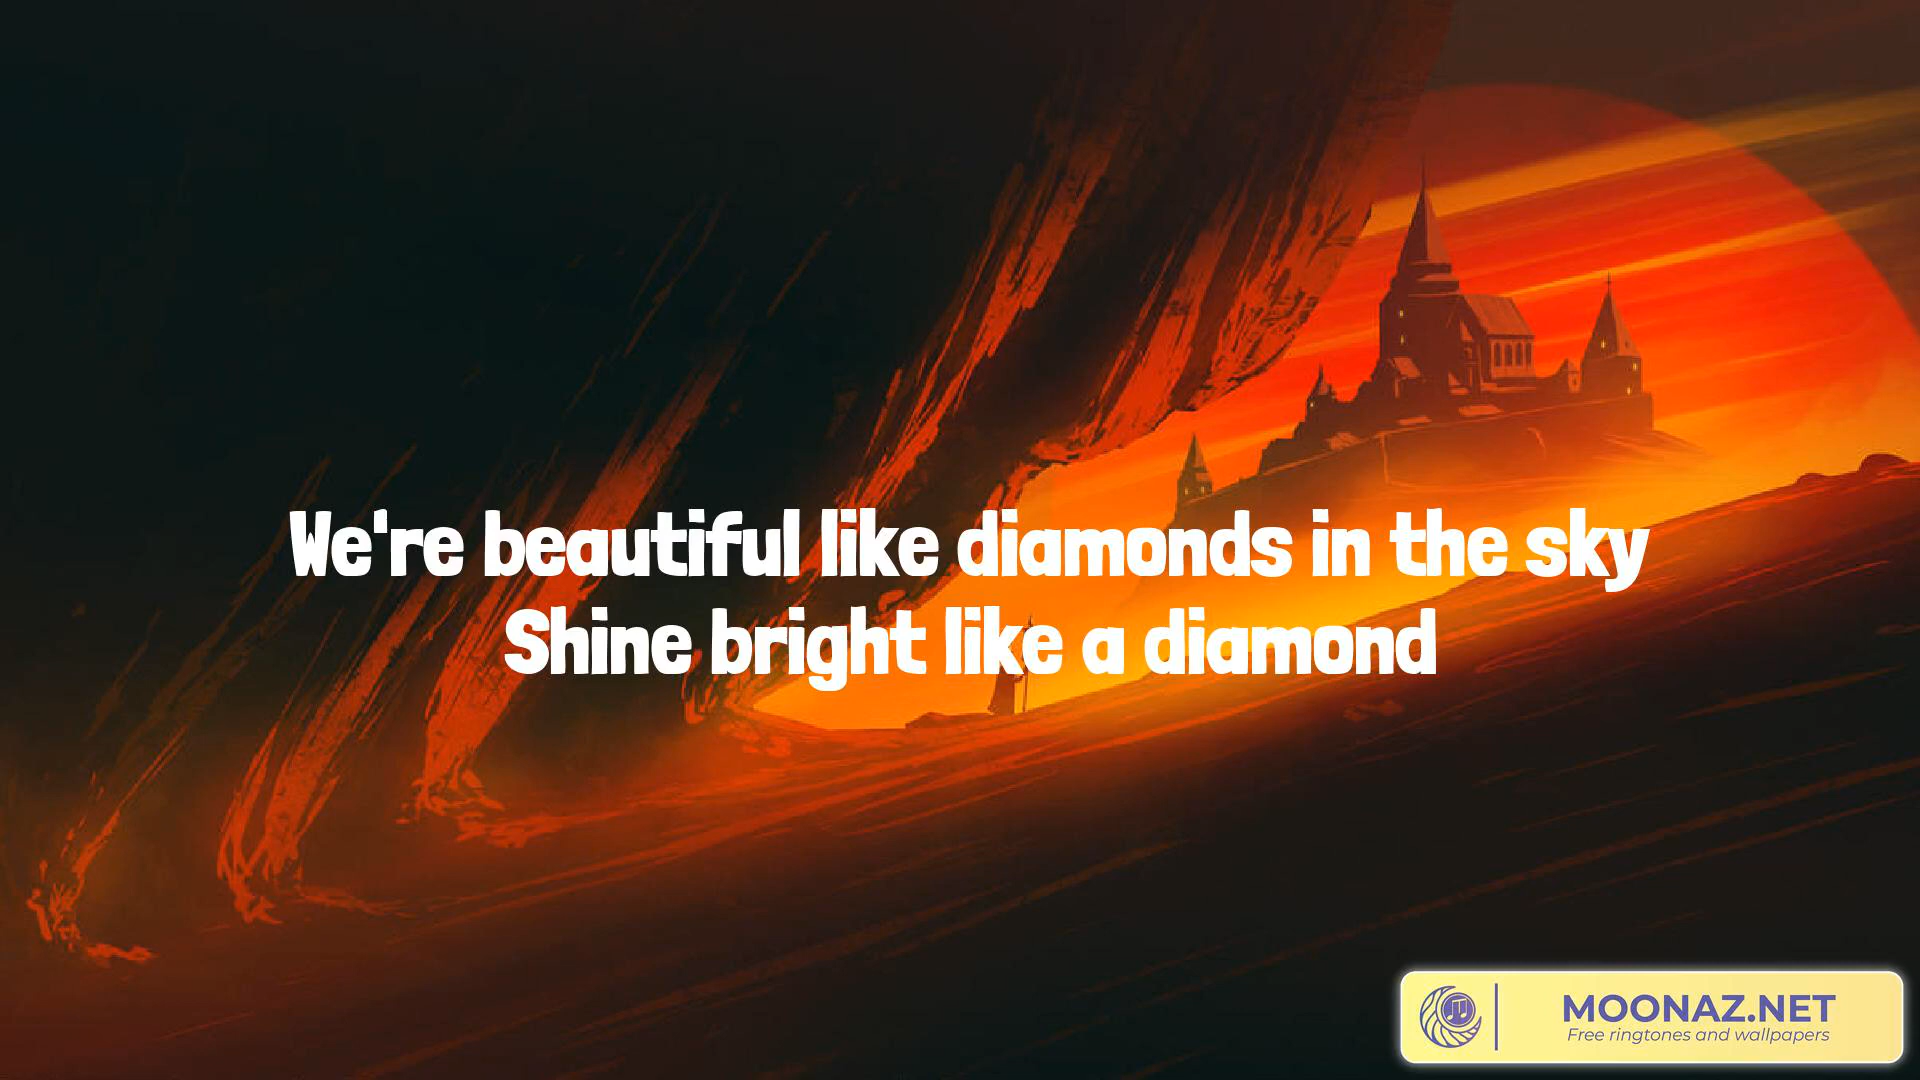 We're beautiful like diamonds in the sky
Shine bright like a diamond
MOONAZ.NET
Free ringtones and wallpapers